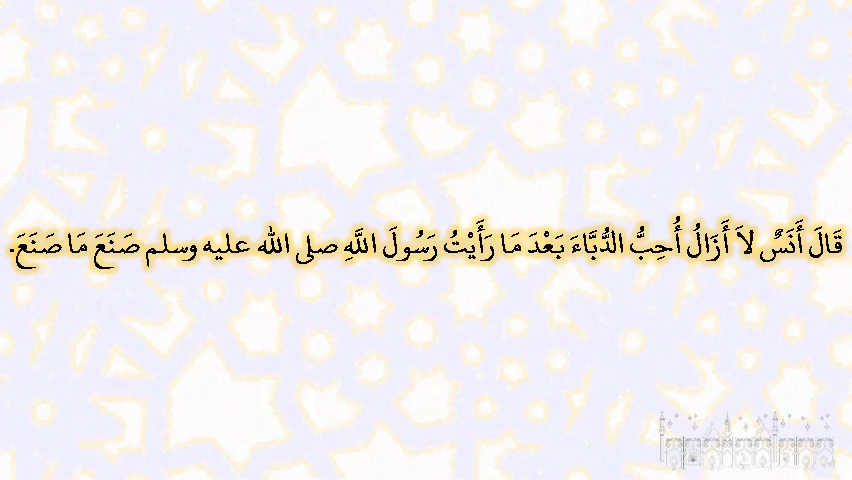 قَالَ أَنَسٌ لاَ أَزَالُ أُحِبُّ الدُّبَّاءَ بَعْدَ مَا رَأَيْتُ رَسُولَ اللَّهِ صلى الله عليه وسلم صَنَعَ مَا صَنَعَ‏.‏